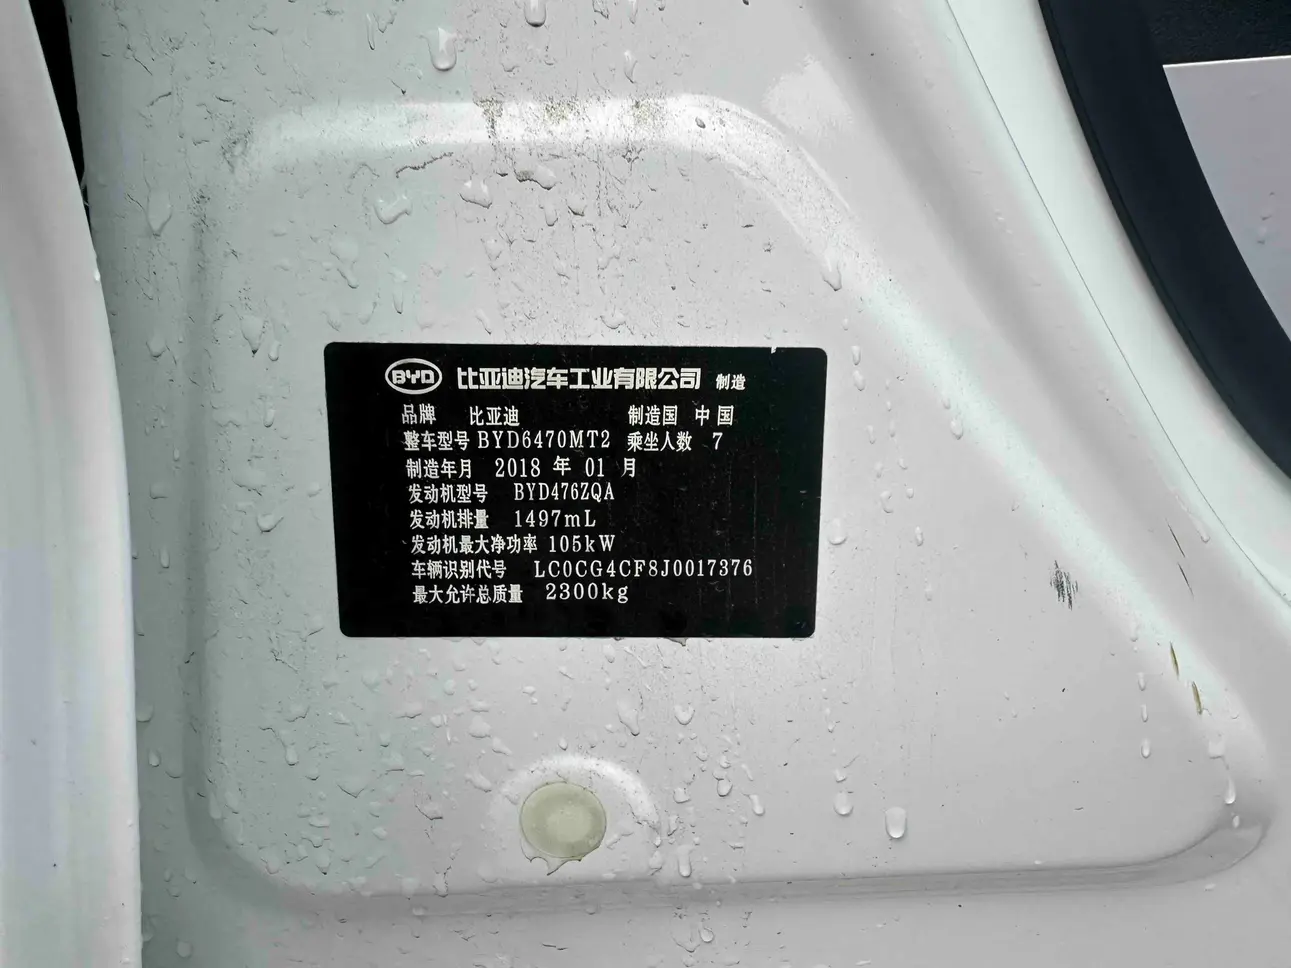 BYD 比亚迪汽车工业有限公司 制造
品牌 比亚迪 制造国 中国
整车型号 BYD6470MT2 乘坐人数 7
制造年月 2018 年 01 月
发动机型号 BYD476ZQA
发动机排量 1497mL
发动机最大净功率 105kW
车辆识别代号 LC0CG4CF8J0017376
最大允许总质量 2300kg